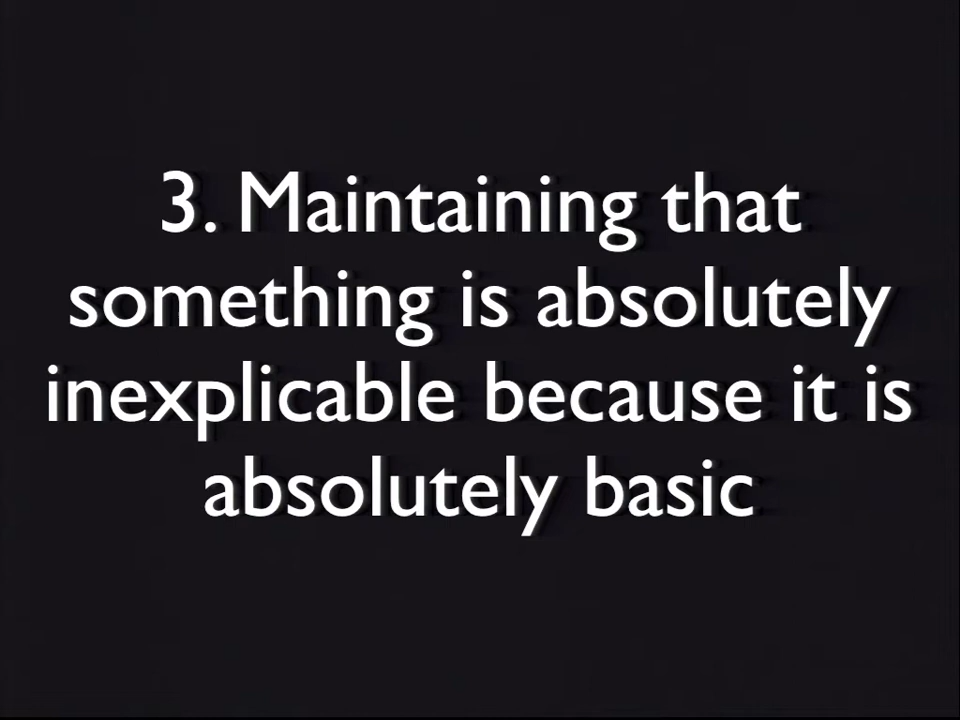 3. Maintaining that
something is absolutely
inexplicable because it is
absolutely basic